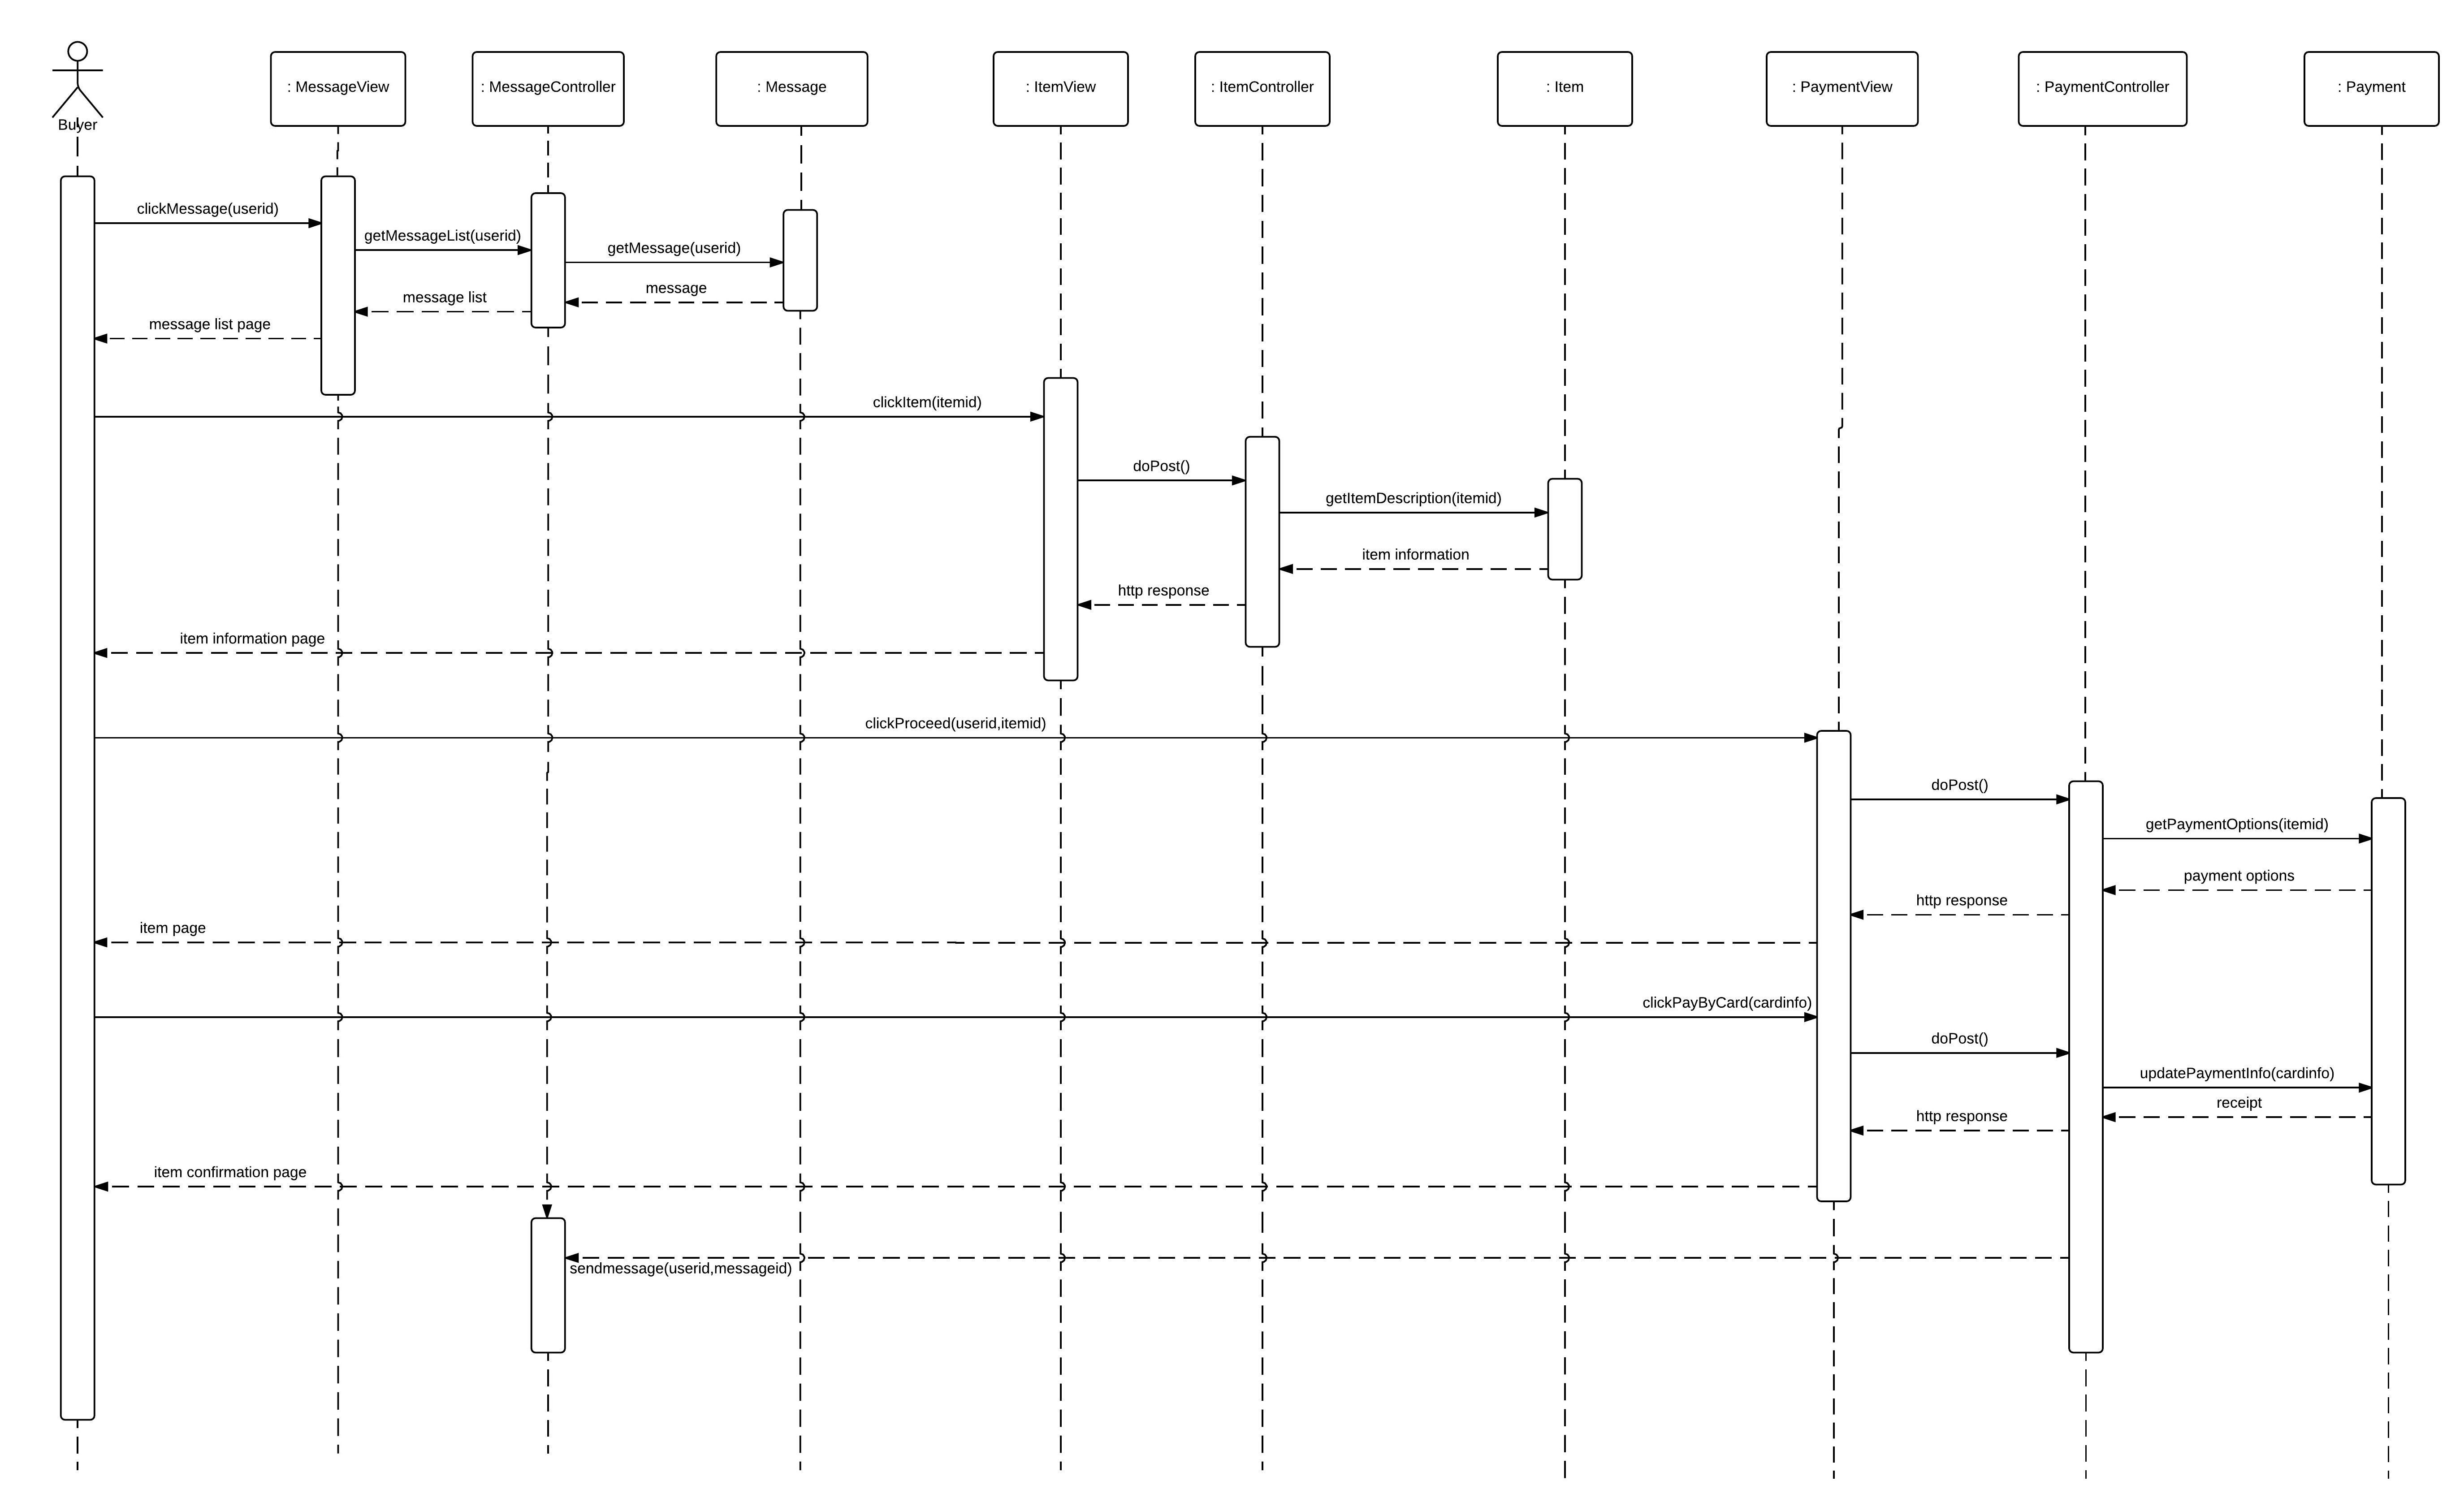 Buyer
: MessageView
: MessageController
: Message
: ItemView
: ItemController
: Item
: PaymentView
: PaymentController
: Payment
clickMessage(userid)
getMessageList(userid)
getMessage(userid)
message
message list
message list page
clickItem(itemid)
doPost()
getItemDescription(itemid)
item information
http response
item information page
clickProceed(userid,itemid)
doPost()
getPaymentOptions(itemid)
payment options
http response
item page
clickPayByCard(cardinfo)
doPost()
updatePaymentInfo(cardinfo)
receipt
http response
item confirmation page
sendmessage(userid,messageid)